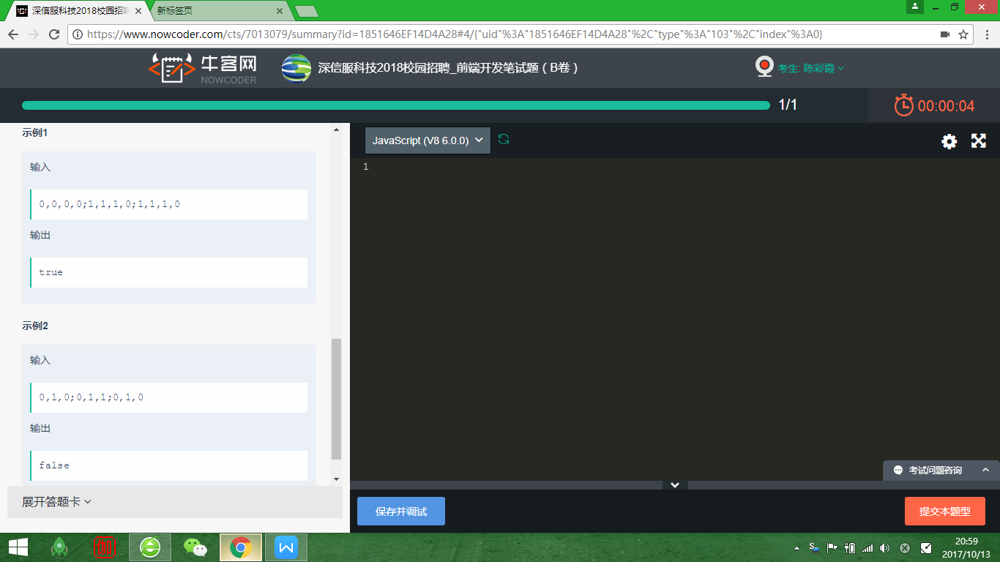 深信服科技2018校园招聘
新标签页
https://www.nowcoder.com/cts/7013079/summary?id=1851646EF14D4A28#4/{"uid"%3A"1851646EF14D4A28"%2C"type"%3A"103"%2C"index"%3A0}
牛客网
NOWCODER
深信服科技2018校园招聘_前端开发笔试题（B卷）
考生: 陈彩霞
1/1
00:00:04
示例1
输入
0,0,0,0;1,1,1,0;1,1,1,0
输出
true
示例2
输入
0,1,0;0,1,1;0,1,0
输出
false
展开答题卡
JavaScript (V8 6.0.0)
1
考试问题咨询
保存并调试
提交本题型
20:59
2017/10/13